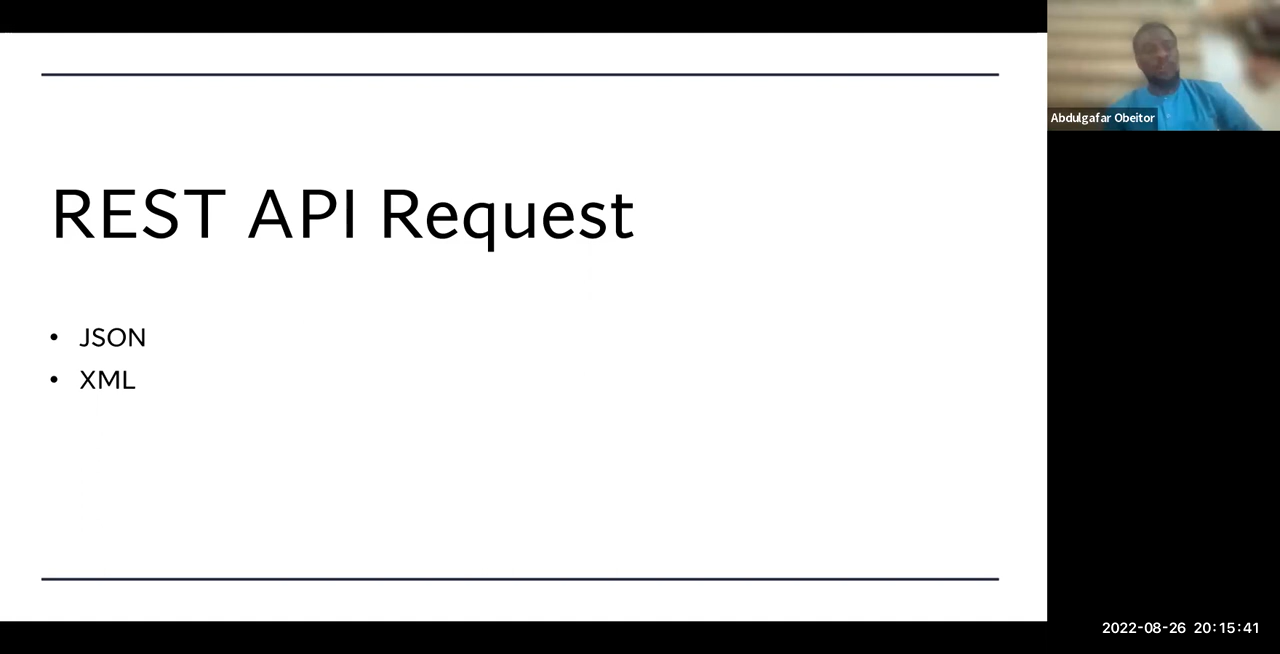 REST API Request
• JSON
• XML
Abdulgafar Obeitor
2022-08-26 20:15:41